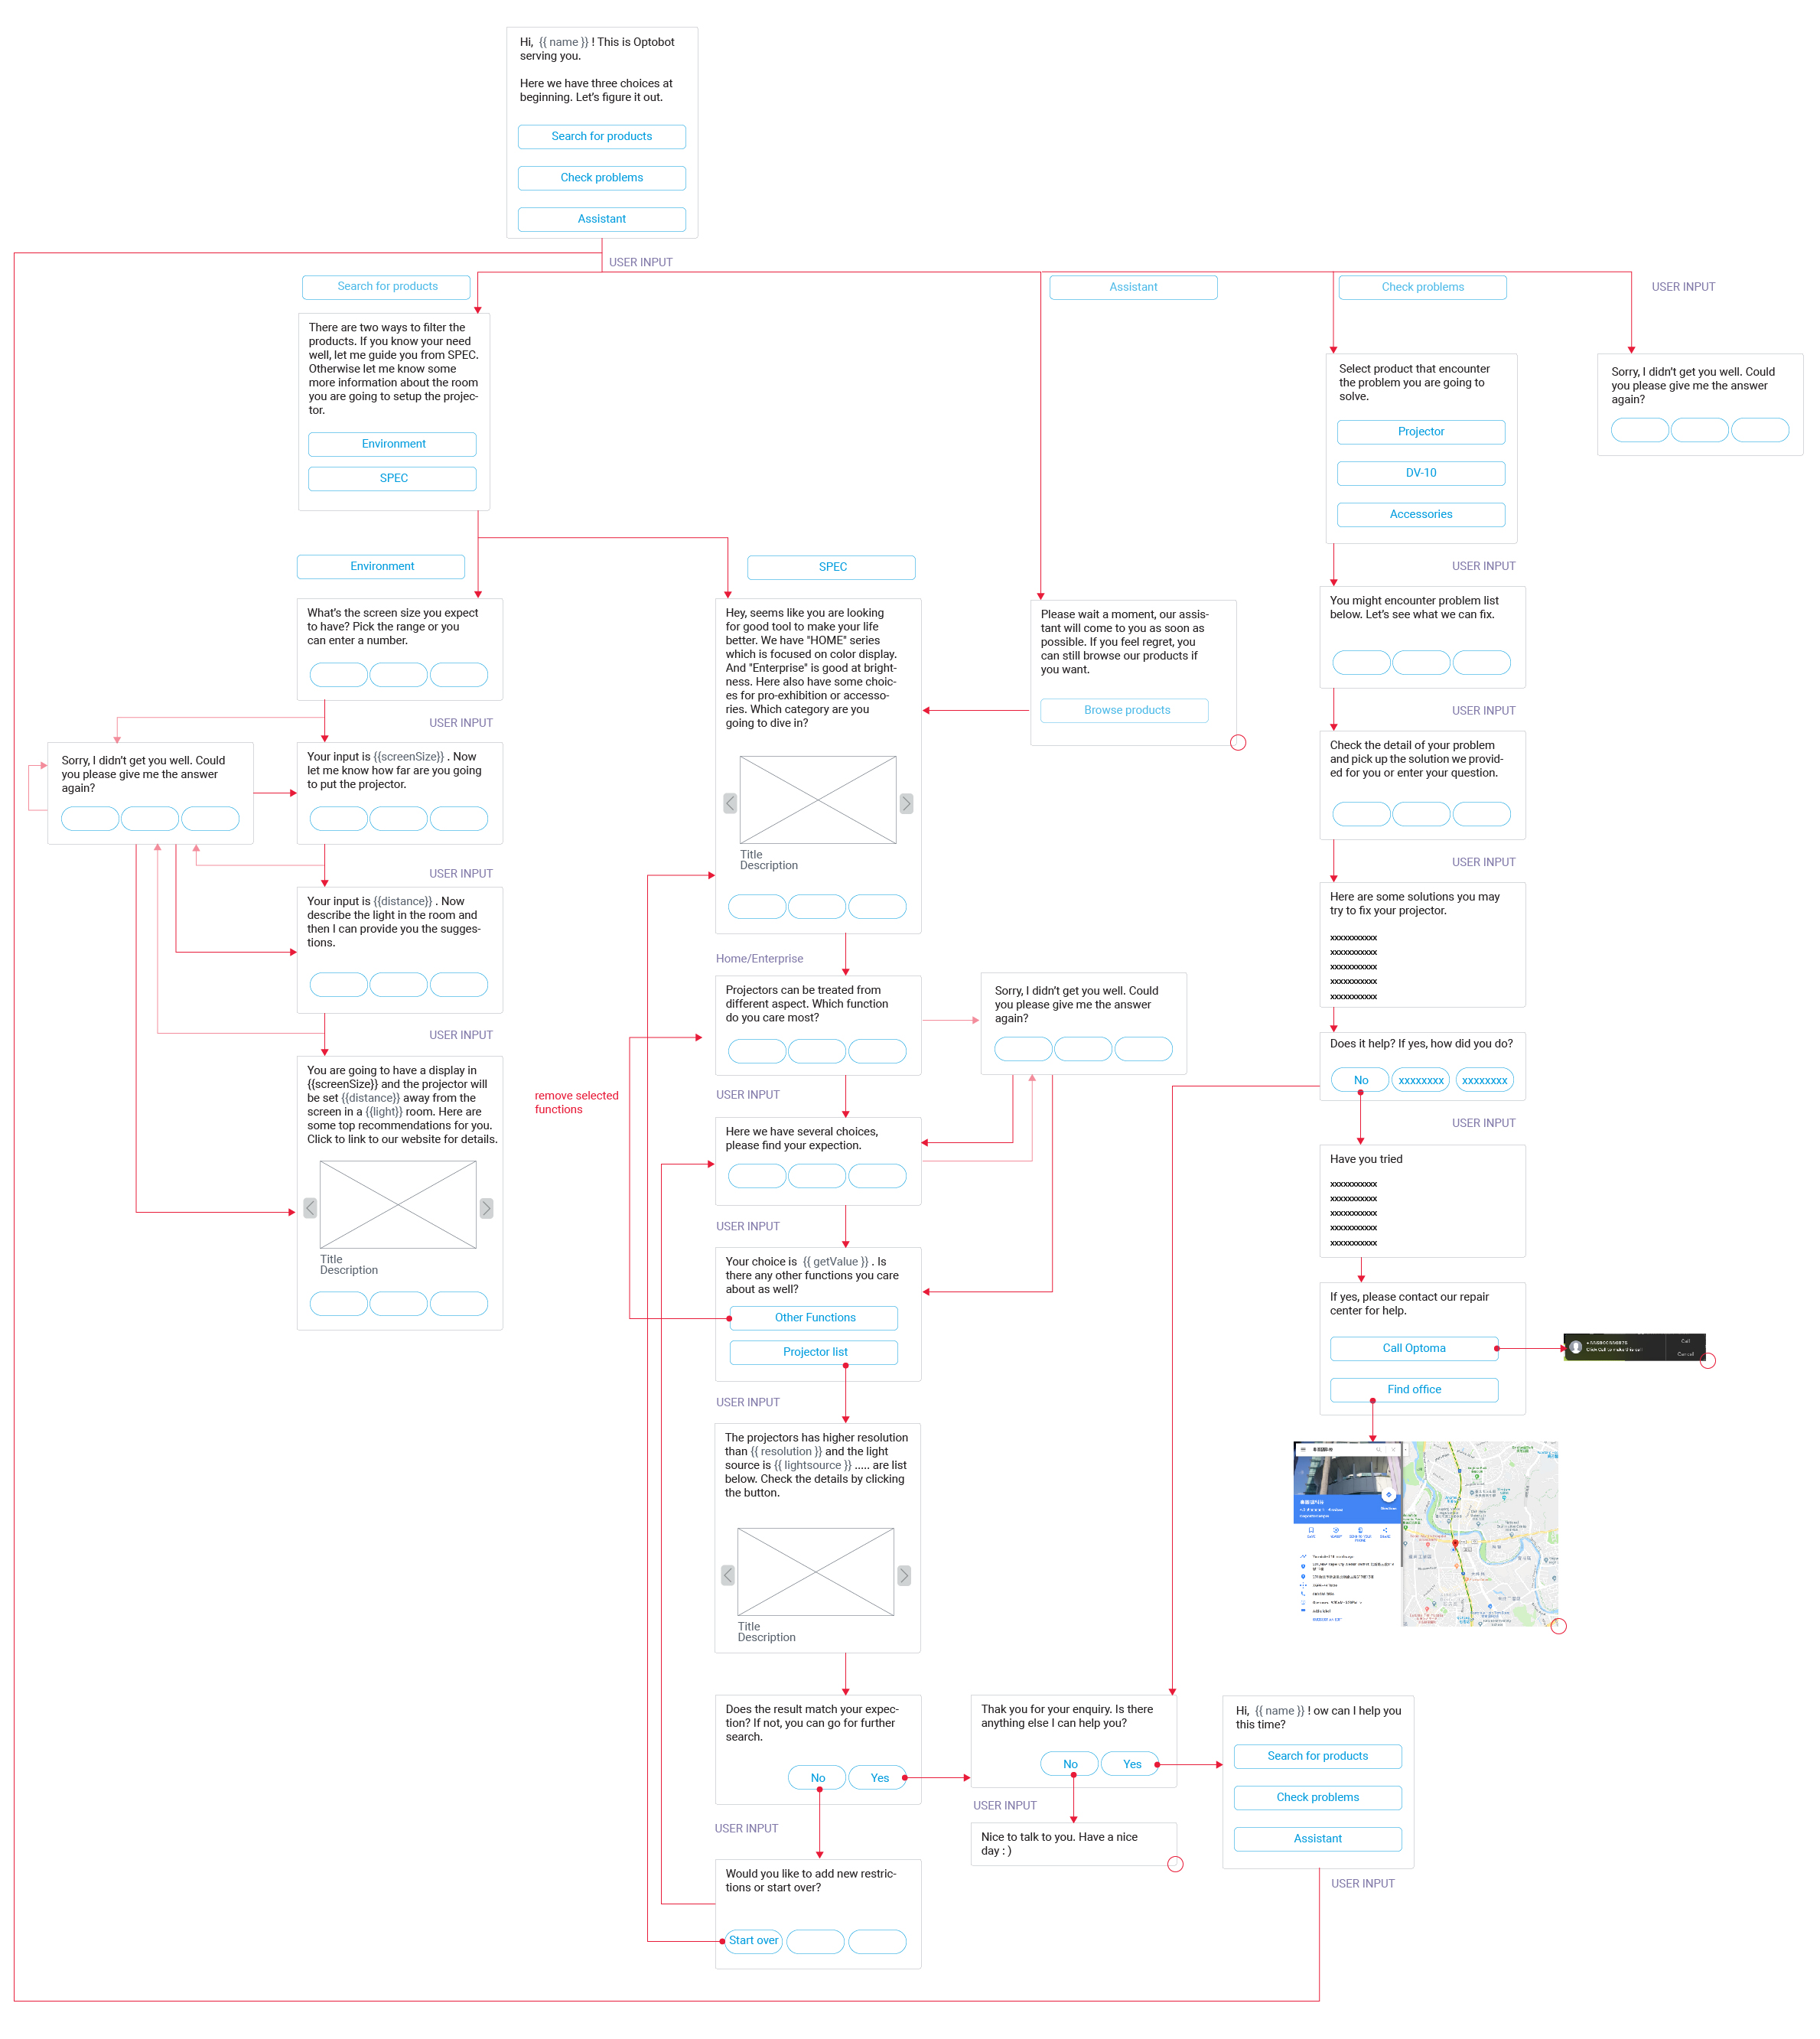 Hi, {{ name }} ! This is Optobot
serving you.
Here we have three choices at
beginning. Let's figure it out.
Search for products
Check problems
Assistant
USER INPUT
Search for products
Assistant
Check problems
USER INPUT
There are two ways to filter the
products. If you know your need
well, let me guide you from SPEC.
Otherwise let me know some
more information about the room
you are going to setup the projec-
tor.
Environment
SPEC
Select product that encounter
the problem you are going to
solve.
Projector
DV-10
Accessories
Sorry, I didn't get you well. Could
you please give me the answer
again?
Environment
SPEC
USER INPUT
What's the screen size you expect
to have? Pick the range or you
can enter a number.
USER INPUT
Sorry, I didn't get you well. Could
you please give me the answer
again?
Your input is {{screenSize}} . Now
let me know how far are you going
to put the projector.
USER INPUT
Your input is {{distance}} . Now
describe the light in the room and
then I can provide you the sugges-
tions.
USER INPUT
You are going to have a display in
{{screenSize}} and the projector will
be set {{distance}} away from the
screen in a {{light}} room. Here are
some top recommendations for you.
Click to link to our website for details.
Title
Description
Hey, seems like you are looking
for good tool to make your life
better. We have "HOME" series
which is focused on color display.
And "Enterprise" is good at bright-
ness. Here also have some choic-
es for pro-exhibition or accesso-
ries. Which category are you
going to dive in?
Title
Description
Home/Enterprise
Projectors can be treated from
different aspect. Which function
do you care most?
Sorry, I didn't get you well. Could
you please give me the answer
again?
remove selected
functions
USER INPUT
Here we have several choices,
please find your expection.
USER INPUT
Your choice is {{ getValue }} . Is
there any other functions you care
about as well?
Other Functions
Projector list
USER INPUT
The projectors has higher resolution
than {{ resolution }} and the light
source is {{ lightsource }} ..... are list
below. Check the details by clicking
the button.
Title
Description
Does the result match your expec-
tion? If not, you can go for further
search.
No
Yes
USER INPUT
Would you like to add new restric-
tions or start over?
Start over
Please wait a moment, our assis-
tant will come to you as soon as
possible. If you feel regret, you
can still browse our products if
you want.
Browse products
You might encounter problem list
below. Let's see what we can fix.
USER INPUT
Check the detail of your problem
and pick up the solution we provid-
ed for you or enter your question.
USER INPUT
Here are some solutions you may
try to fix your projector.
xxxxxxxxxxx
xxxxxxxxxxx
xxxxxxxxxxx
xxxxxxxxxxx
xxxxxxxxxxx
Does it help? If yes, how did you do?
No
xxxxxxxx
xxxxxxxx
USER INPUT
Have you tried
xxxxxxxxxxx
xxxxxxxxxxx
xxxxxxxxxxx
xxxxxxxxxxx
xxxxxxxxxxx
If yes, please contact our repair
center for help.
Call Optoma
Find office
Click Call to make this call
Call
Cancel
Thak you for your enquiry. Is there
anything else I can help you?
No
Yes
USER INPUT
Nice to talk to you. Have a nice
day : )
Hi, {{ name }} ! ow can I help you
this time?
Search for products
Check problems
Assistant
USER INPUT